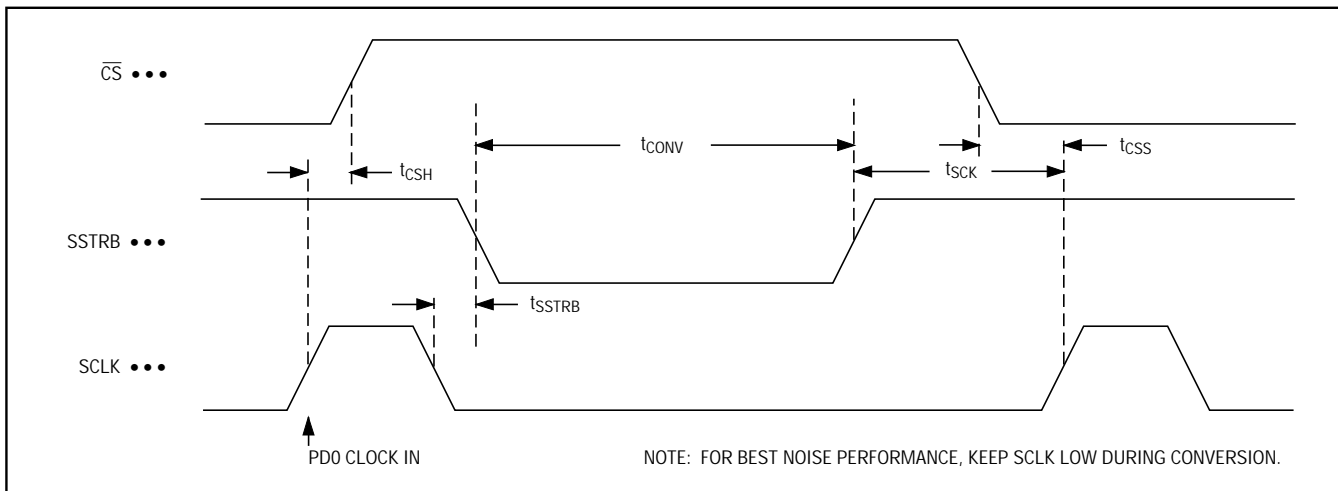 CS •••
tCONV
tCSS
tCSH
tSCK
SSTRB •••
tSSTRB
SCLK •••
PD0 CLOCK IN
NOTE: FOR BEST NOISE PERFORMANCE, KEEP SCLK LOW DURING CONVERSION.